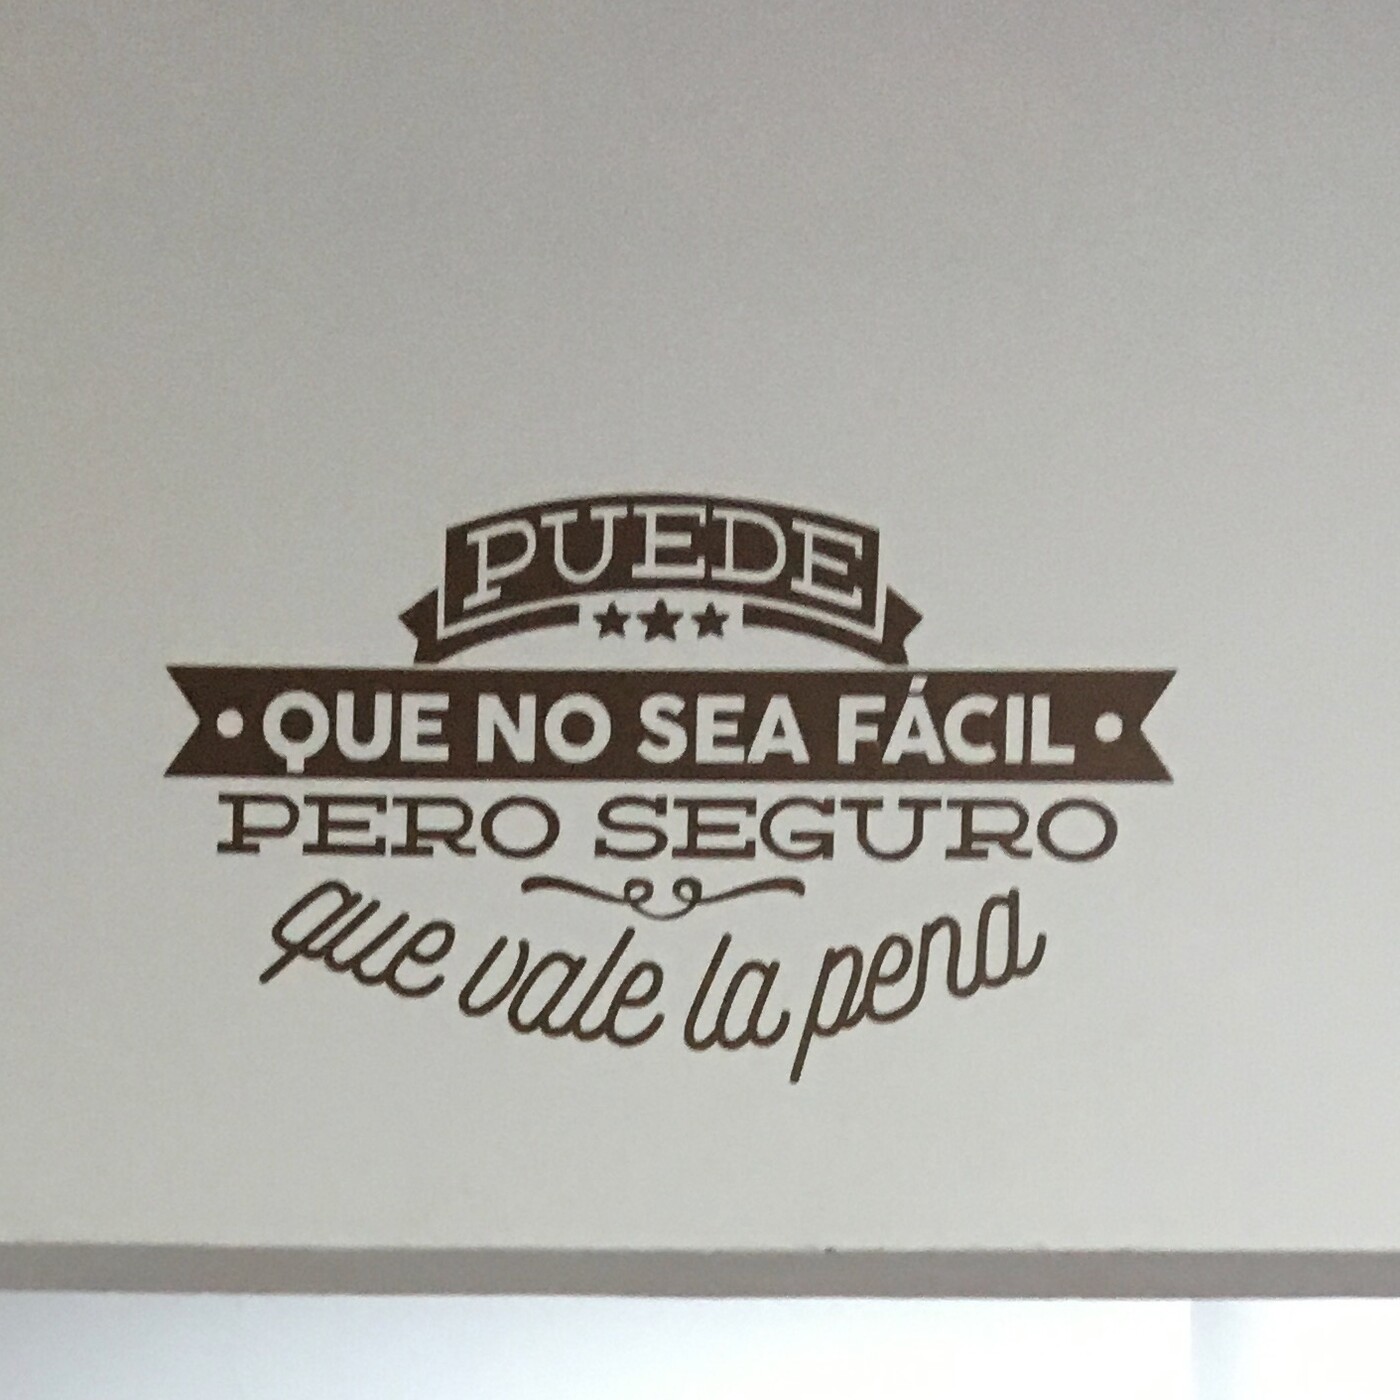 PUEDE
QUE NO SEA FÁCIL
PERO SEGURO
que vale la pena